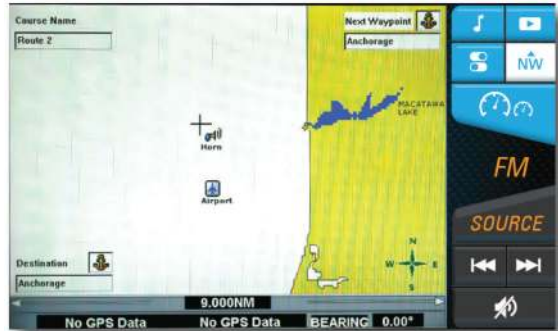 Course Name
Route 2
Next Waypoint
Anchorage
NW
MACATAWA
LAKE
Horn
Airport
FM
SOURCE
N
W E
S
Destination
Anchorage
9.000NM
No GPS Data No GPS Data BEARING 0.00°